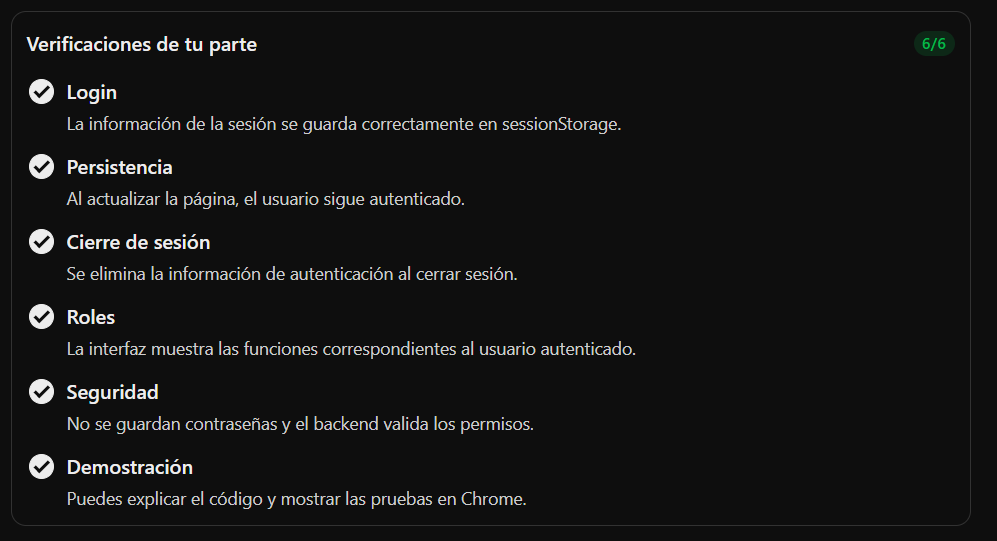 Verificaciones de tu parte
6/6
Login
La información de la sesión se guarda correctamente en sessionStorage.
Persistencia
Al actualizar la página, el usuario sigue autenticado.
Cierre de sesión
Se elimina la información de autenticación al cerrar sesión.
Roles
La interfaz muestra las funciones correspondientes al usuario autenticado.
Seguridad
No se guardan contraseñas y el backend valida los permisos.
Demostración
Puedes explicar el código y mostrar las pruebas en Chrome.